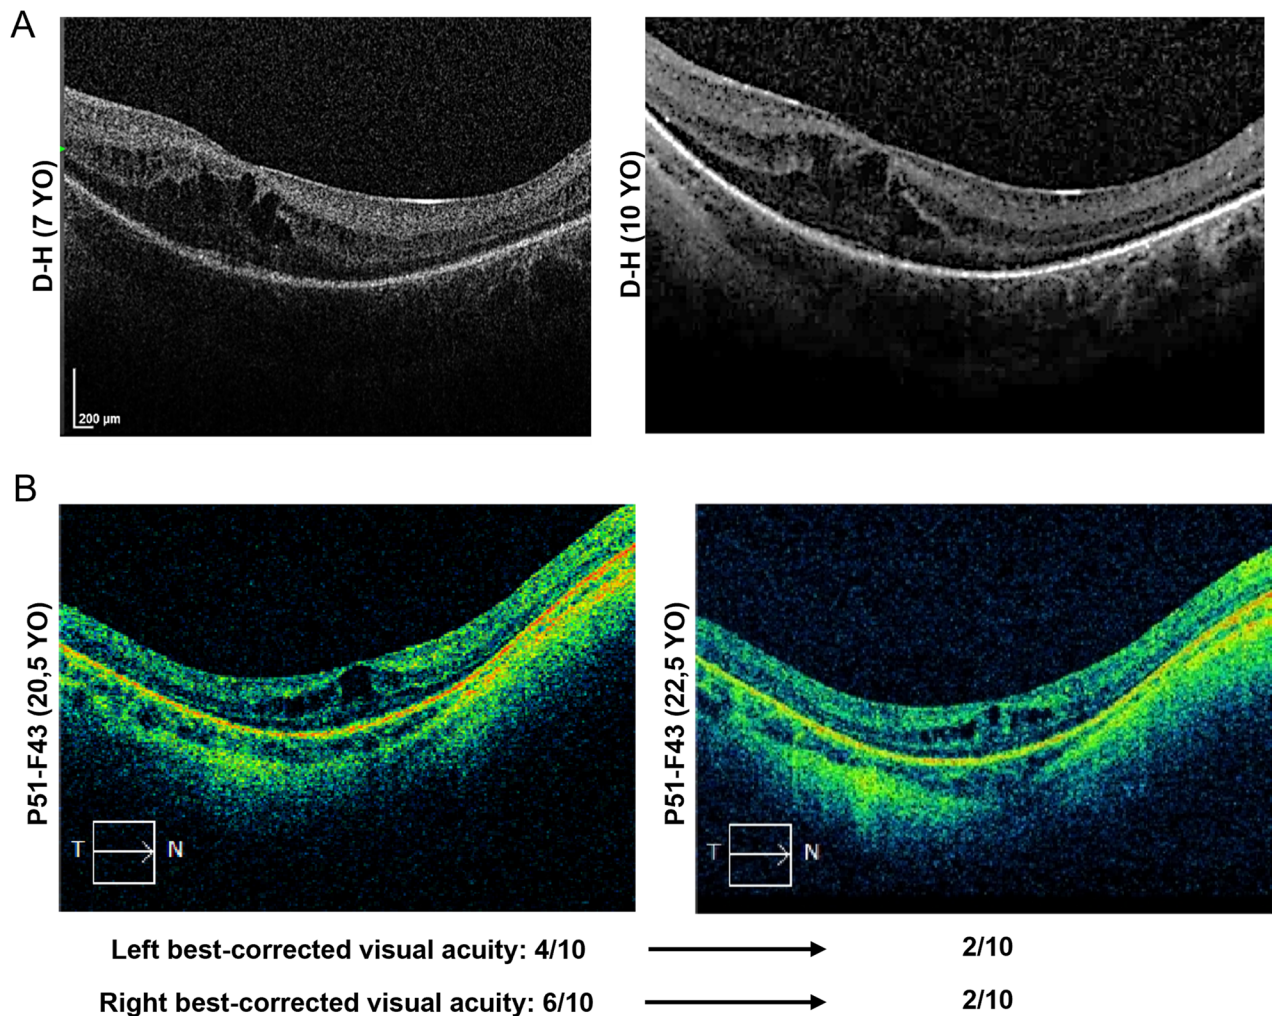 A
D-H (7 YO)
200 µm
D-H (10 YO)
B
P51-F43 (20,5 YO)
T N
P51-F43 (22,5 YO)
T N
Left best-corrected visual acuity: 4/10 2/10
Right best-corrected visual acuity: 6/10 2/10